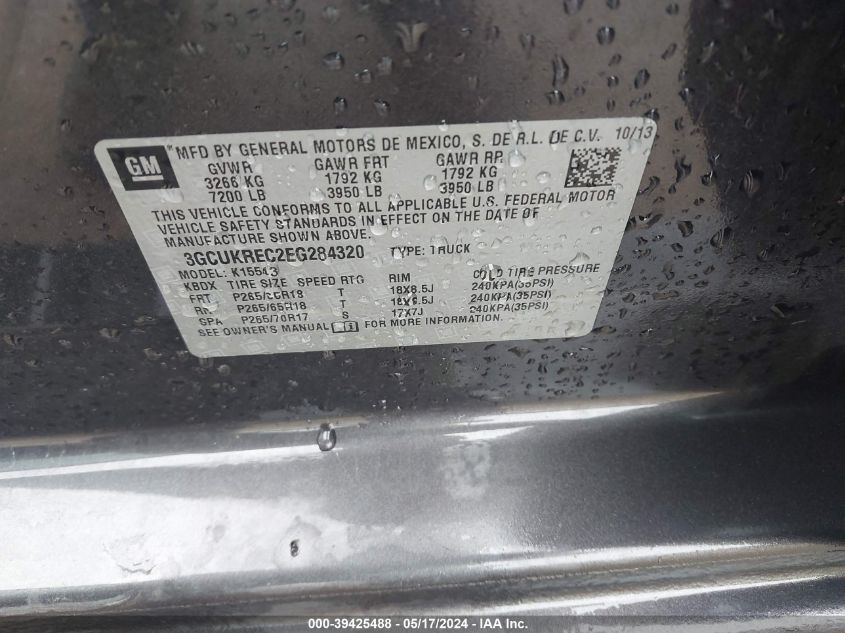 GM
MFD BY GENERAL MOTORS DE MEXICO, S. DE R.L. DE C.V. 10/13
GVWR GAWR FRT GAWR RR
3266 KG 1792 KG 1792 KG
7200 LB 3950 LB 3950 LB
THIS VEHICLE CONFORMS TO ALL APPLICABLE U.S. FEDERAL MOTOR
VEHICLE SAFETY STANDARDS IN EFFECT ON THE DATE OF
MANUFACTURE SHOWN ABOVE.
3GCUKREC2EG284320 TYPE: TRUCK
MODEL: K15543
KBDX TIRE SIZE SPEED RTG RIM COLD TIRE PRESSURE
FRT P265/65R18 T 18X8.5J 240KPA(35PSI)
RR P265/65R18 T 18X8.5J 240KPA(35PSI)
SPA P265/70R17 S 17X7J 240KPA(35PSI)
SEE OWNER'S MANUAL FOR MORE INFORMATION.
000-39425488 - 05/17/2024 - IAA Inc.